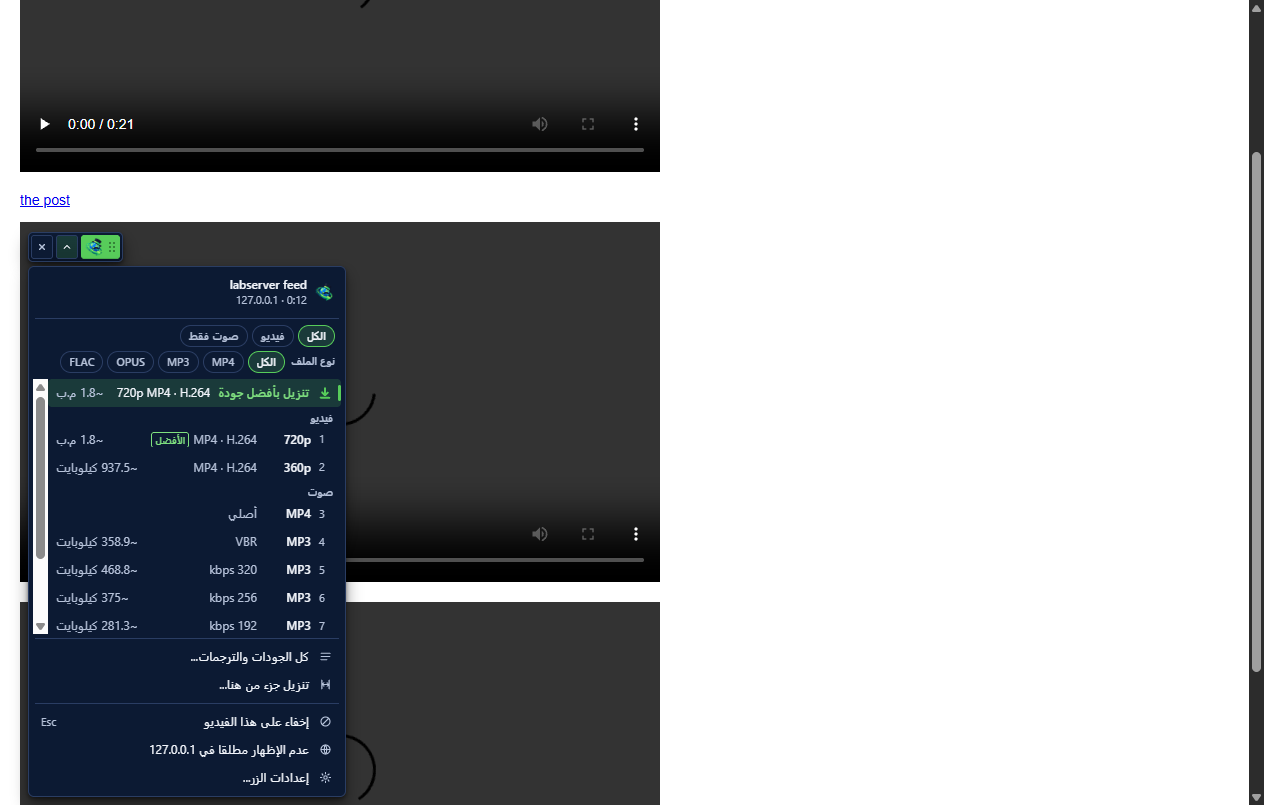 0:00 / 0:21
the post
labserver feed
127.0.0.1 · 0:12
الكل فيديو صوت فقط
نوع الملف الكل MP4 MP3 OPUS FLAC
تنزيل بأفضل جودة 720p MP4 · H.264 ~1.8 م.ب
فيديو
1 720p MP4 · H.264 الأفضل ~1.8 م.ب
2 360p MP4 · H.264 ~937.5 كيلوبايت
صوت
3 MP4 أصلي
4 MP3 VBR ~358.9 كيلوبايت
5 MP3 320 kbps ~468.8 كيلوبايت
6 MP3 256 kbps ~375 كيلوبايت
7 MP3 192 kbps ~281.3 كيلوبايت
كل الجودات والترجمات...
تنزيل جزء من هنا...
إخفاء على هذا الفيديو Esc
عدم الإظهار مطلقا في 127.0.0.1
إعدادات الزر...